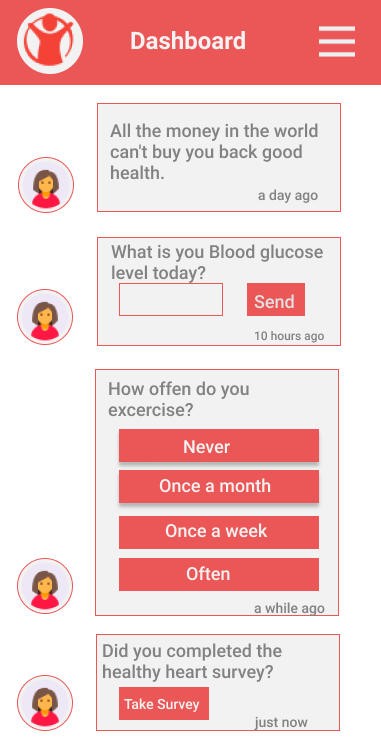 Dashboard
All the money in the world
can't buy you back good
health.
a day ago
What is you Blood glucose
level today?
Send
10 hours ago
How offen do you
excercise?
Never
Once a month
Once a week
Often
a while ago
Did you completed the
healthy heart survey?
Take Survey
just now